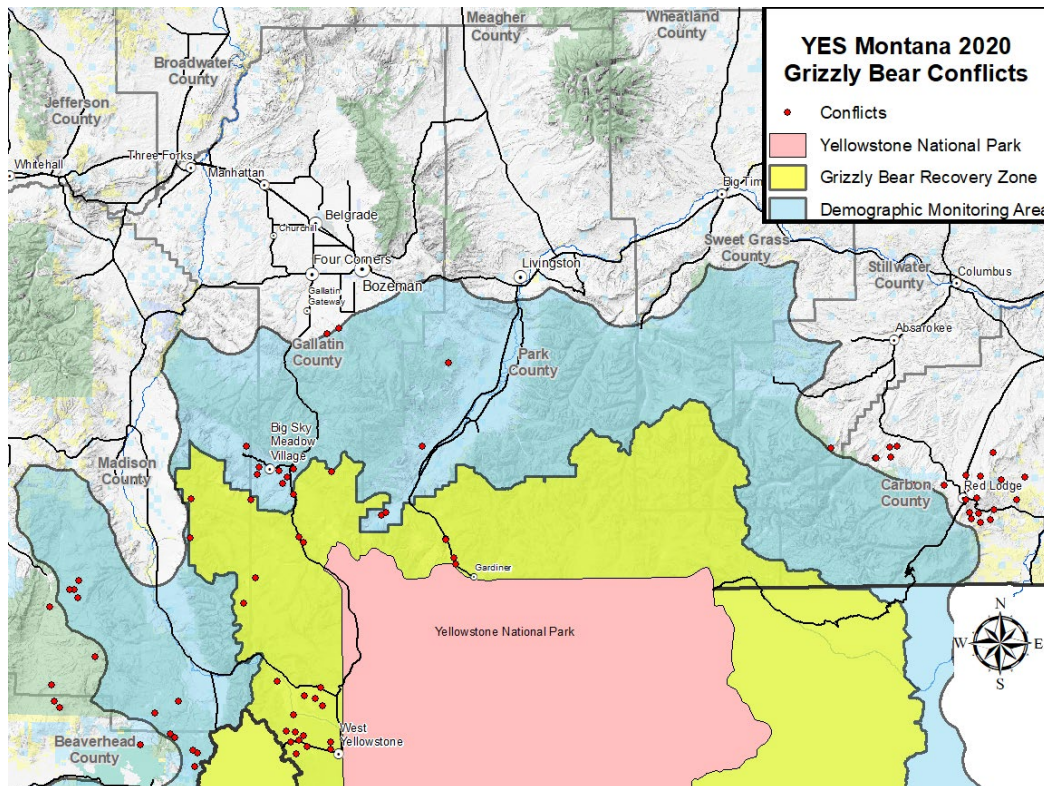 Meagher
County
Wheatland
County
YES Montana 2020
Grizzly Bear Conflicts
Conflicts
Yellowstone National Park
Grizzly Bear Recovery Zone
Demographic Monitoring Area
Broadwater
County
Jefferson
County
Whitehall
Three Forks
Manhattan
Big Tim
Belgrade
Churchill
Four Corners
Bozeman
Livingston
Sweet Grass
County
Stillwater
County
Columbus
Gallatin
Gateway
Absarokee
Gallatin
County
Park
County
Big Sky
Meadow
Village
Madison
County
Carbon
County
Red Lodge
Gardiner
Yellowstone National Park
N
W
E
S
West
Yellowstone
Beaverhead
County